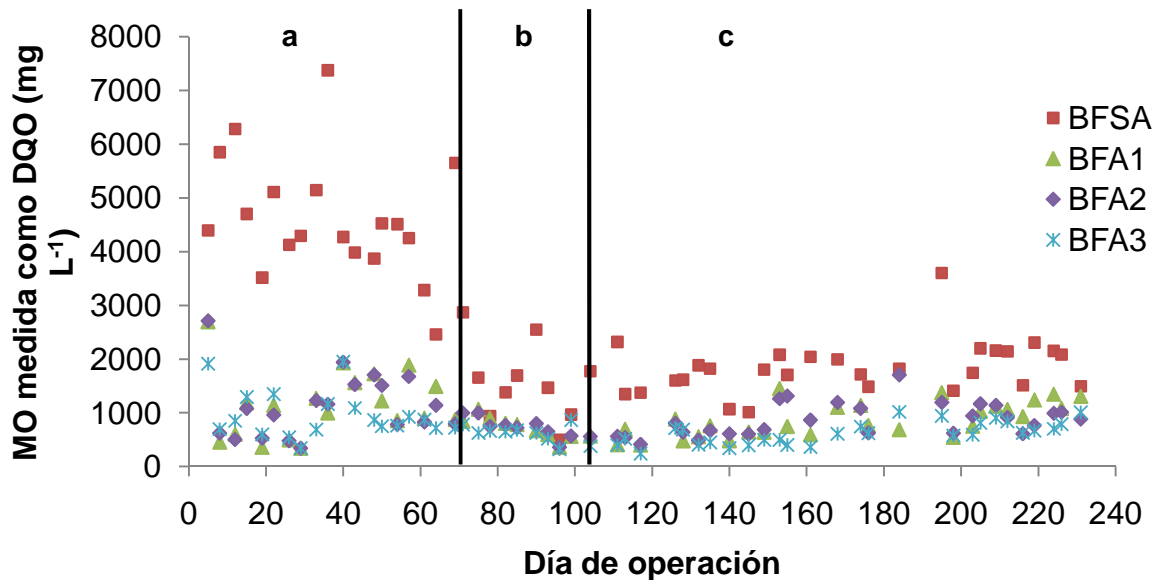 a b c
8000
7000
6000
5000
4000
3000
2000
1000
0
MO medida como DQO (mg
L-1)
BFSA
BFA1
BFA2
BFA3
0 20 40 60 80 100 120 140 160 180 200 220 240
Día de operación